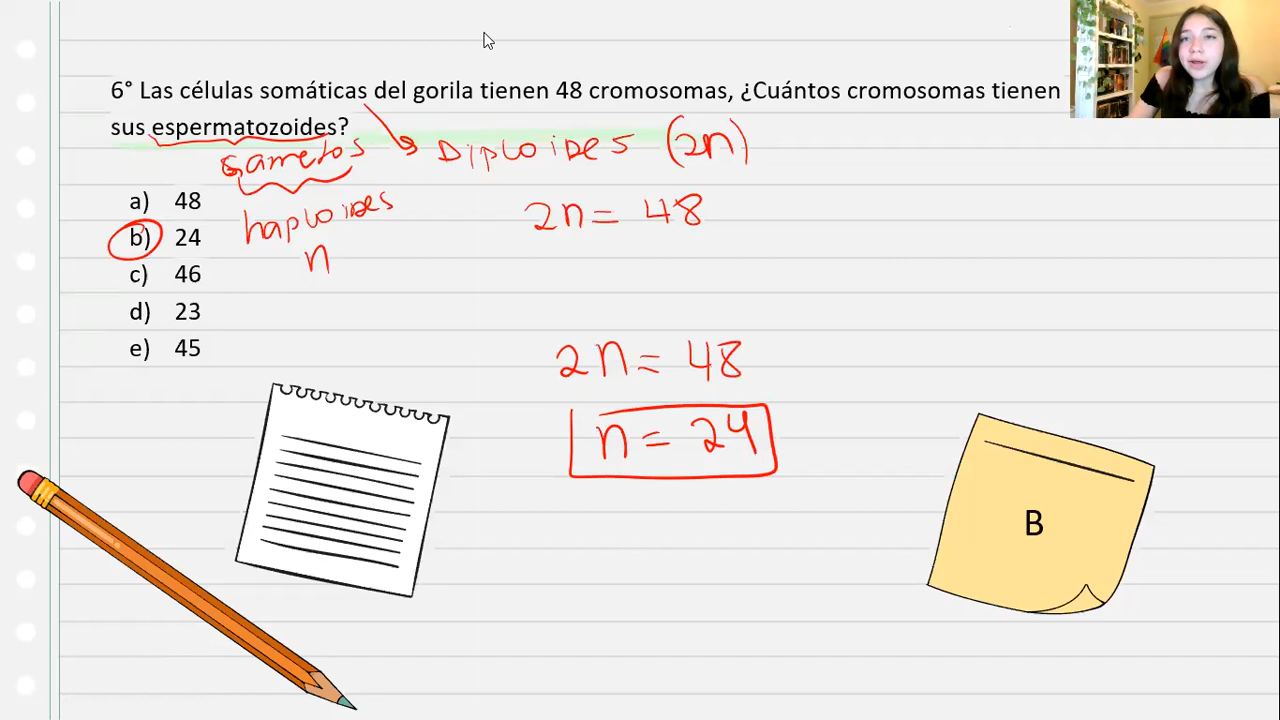 6° Las células somáticas del gorila tienen 48 cromosomas, ¿Cuántos cromosomas tienen
sus espermatozoides?
Gametos
Diploides (2n)
a) 48
haploides
2n = 48
b) 24
n
c) 46
d) 23
e) 45
2n = 48
n = 24
B